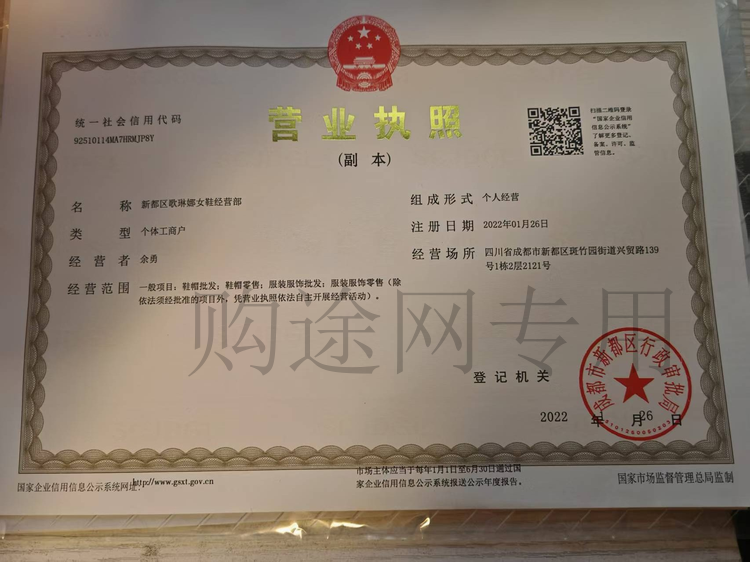 统一社会信用代码
92510114MA7HRMJP8Y
营业执照
(副 本)
扫描二维码登录
“国家企业信用
信息公示系统”
了解更多登记、
备案、许可、监
管信息。
名 称 新都区歌琳娜女鞋经营部
类 型 个体工商户
经 营 者 余勇
经营范围 一般项目:鞋帽批发;鞋帽零售;服装服饰批发;服装服饰零售(除
依法须经批准的项目外,凭营业执照依法自主开展经营活动)。
组成形式 个人经营
注册日期 2022年01月26日
经营场所 四川省成都市新都区斑竹园街道兴贸路139
号1栋2层2121号
购途网专用
登记机关
成都市新都区行政审批局
2022 年 月 26 日
国家企业信用信息公示系统网址: http://www.gsxt.gov.cn
市场主体应当于每年1月1日至6月30日通过国
家企业信用信息公示系统报送公示年度报告。
国家市场监督管理总局监制